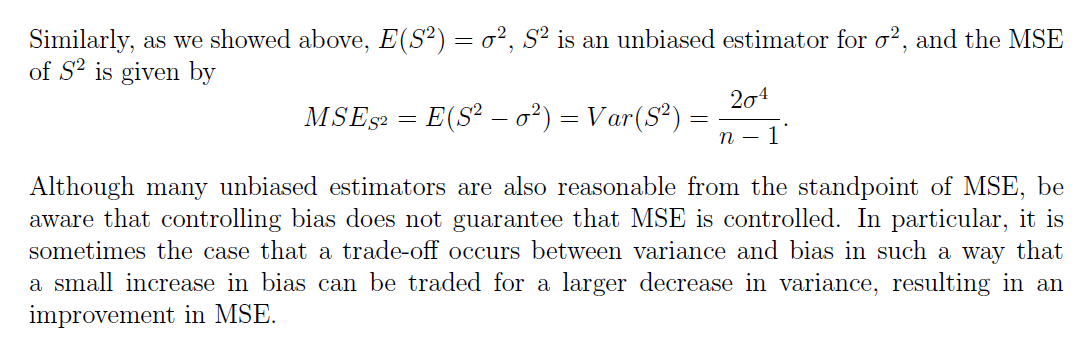 Similarly, as we showed above, E(S²) = σ², S² is an unbiased estimator for σ², and the MSE
of S² is given by
MSE_{S²} = E(S² − σ²) = Var(S²) = \frac{2σ⁴}{n − 1}.
Although many unbiased estimators are also reasonable from the standpoint of MSE, be
aware that controlling bias does not guarantee that MSE is controlled. In particular, it is
sometimes the case that a trade-off occurs between variance and bias in such a way that
a small increase in bias can be traded for a larger decrease in variance, resulting in an
improvement in MSE.